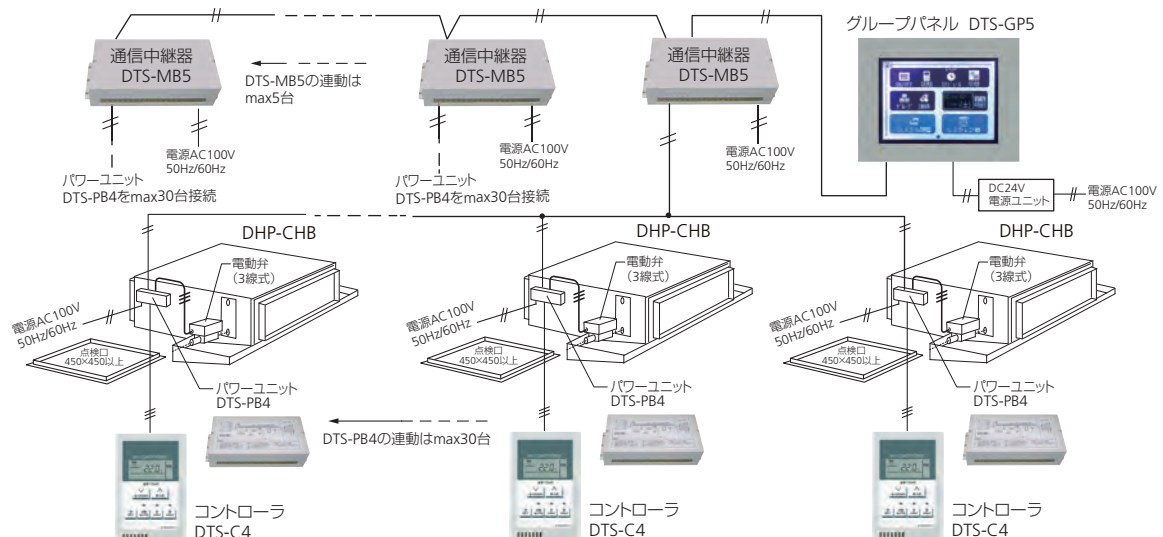 グループパネル DTS-GP5
通信中継器
DTS-MB5
通信中継器
DTS-MB5
通信中継器
DTS-MB5
DTS-MB5の連動は
max5台
電源AC100V
50Hz/60Hz
電源AC100V
50Hz/60Hz
電源AC100V
50Hz/60Hz
パワーユニット
DTS-PB4をmax30台接続
パワーユニット
DTS-PB4をmax30台接続
DC24V
電源ユニット
電源AC100V
50Hz/60Hz
DHP-CHB
DHP-CHB
DHP-CHB
電動弁
(3線式)
電動弁
(3線式)
電動弁
(3線式)
電源AC100V
50Hz/60Hz
電源AC100V
50Hz/60Hz
電源AC100V
50Hz/60Hz
点検口
450×450以上
点検口
450×450以上
点検口
450×450以上
パワーユニット
DTS-PB4
パワーユニット
DTS-PB4
パワーユニット
DTS-PB4
DTS-PB4の連動はmax30台
コントローラ
DTS-C4
コントローラ
DTS-C4
コントローラ
DTS-C4